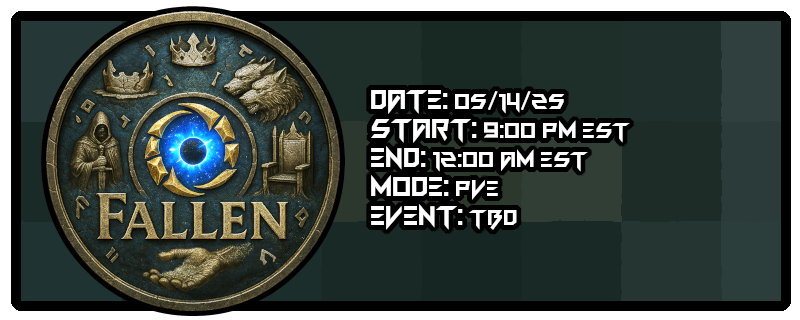 FALLEN
DATE: 05/14/25
START: 9:00 PM EST
END: 12:00 AM EST
MODE: PVE
EVENT: TBD